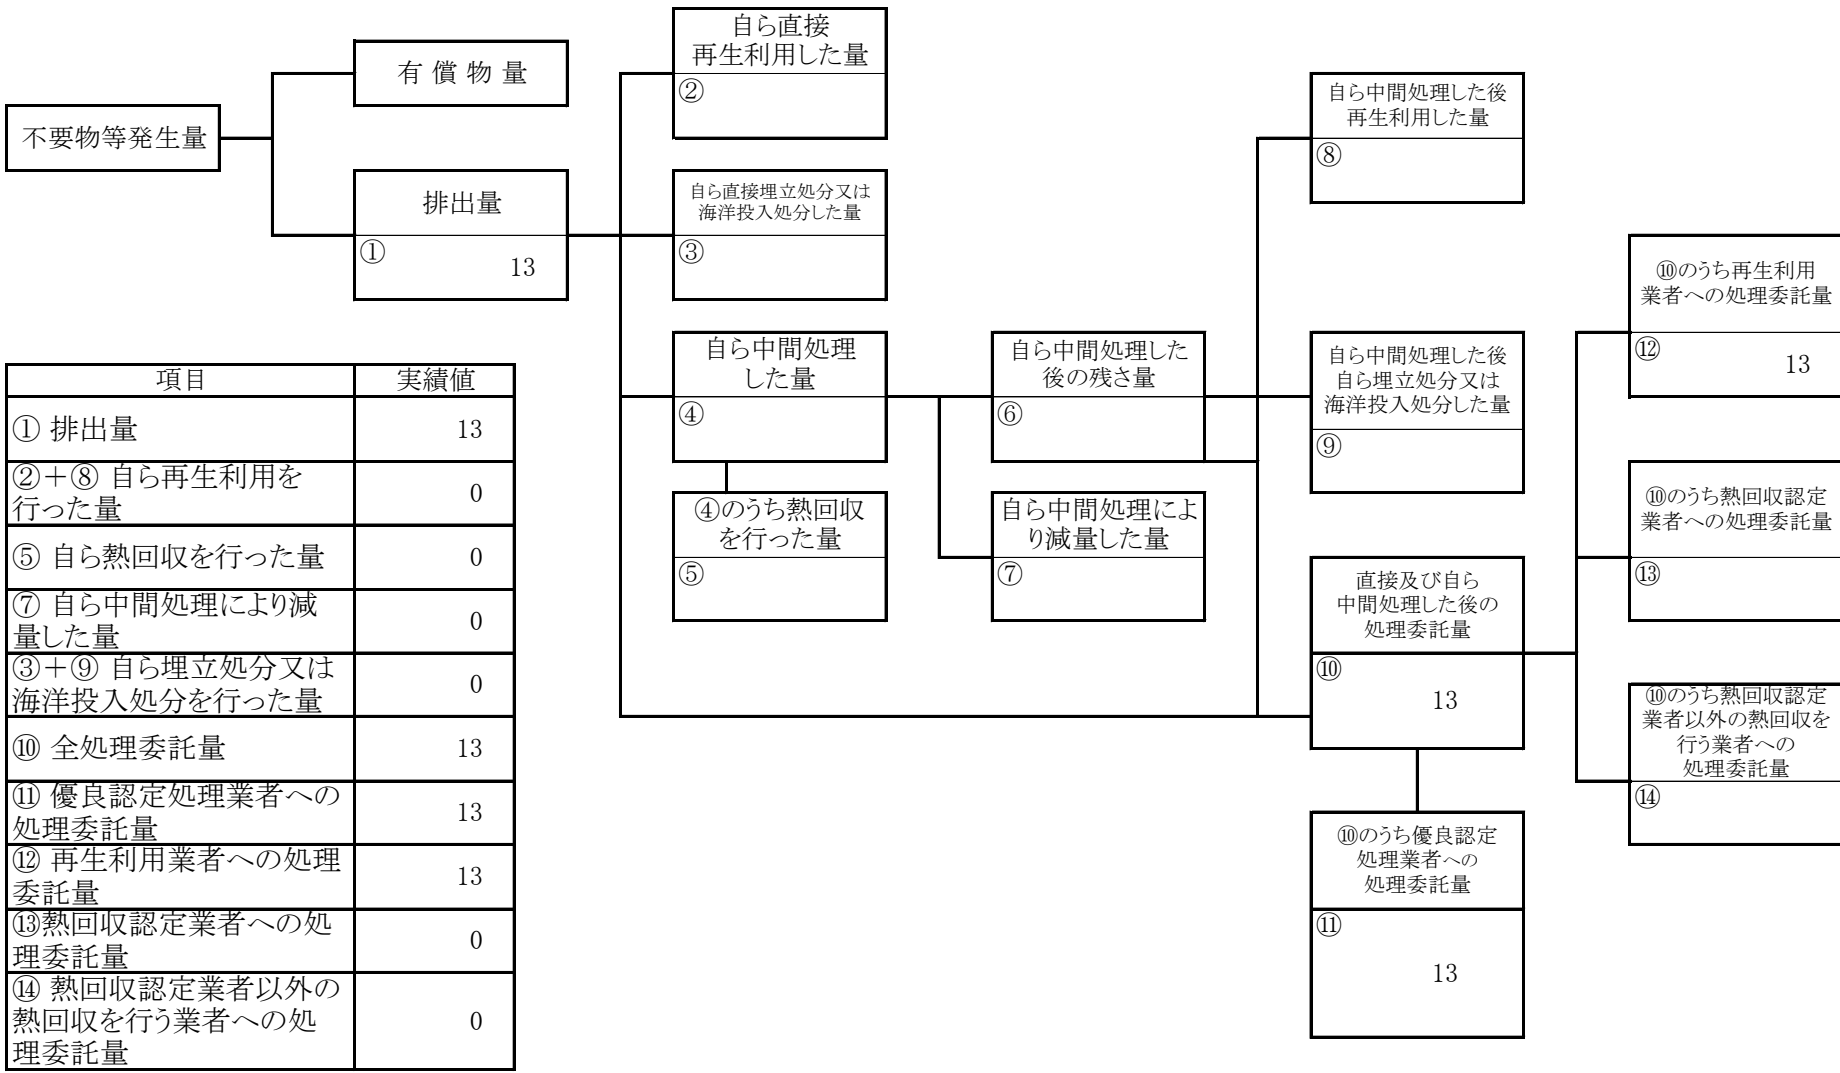 不要物等発生量
有償物量
排出量
①
13
自ら直接
再生利用した量
②
自ら直接埋立処分又は
海洋投入処分した量
③
自ら中間処理
した量
④
④のうち熱回収
を行った量
⑤
自ら中間処理した
後の残さ量
⑥
自ら中間処理によ
り減量した量
⑦
自ら中間処理した後
再生利用した量
⑧
自ら中間処理した後
自ら埋立処分又は
海洋投入処分した量
⑨
直接及び自ら
中間処理した後の
処理委託量
⑩
13
⑩のうち優良認定
処理業者への
処理委託量
⑪
13
⑩のうち再生利用
業者への処理委託量
⑫
13
⑩のうち熱回収認定
業者への処理委託量
⑬
⑩のうち熱回収認定
業者以外の熱回収を
行う業者への
処理委託量
⑭
項目 実績値
① 排出量 13
②＋⑧ 自ら再生利用を
行った量 0
⑤ 自ら熱回収を行った量 0
⑦ 自ら中間処理により減
量した量 0
③＋⑨ 自ら埋立処分又は
海洋投入処分を行った量 0
⑩ 全処理委託量 13
⑪ 優良認定処理業者への
処理委託量 13
⑫ 再生利用業者への処理
委託量 13
⑬熱回収認定業者への処
理委託量 0
⑭ 熱回収認定業者以外の
熱回収を行う業者への処
理委託量 0